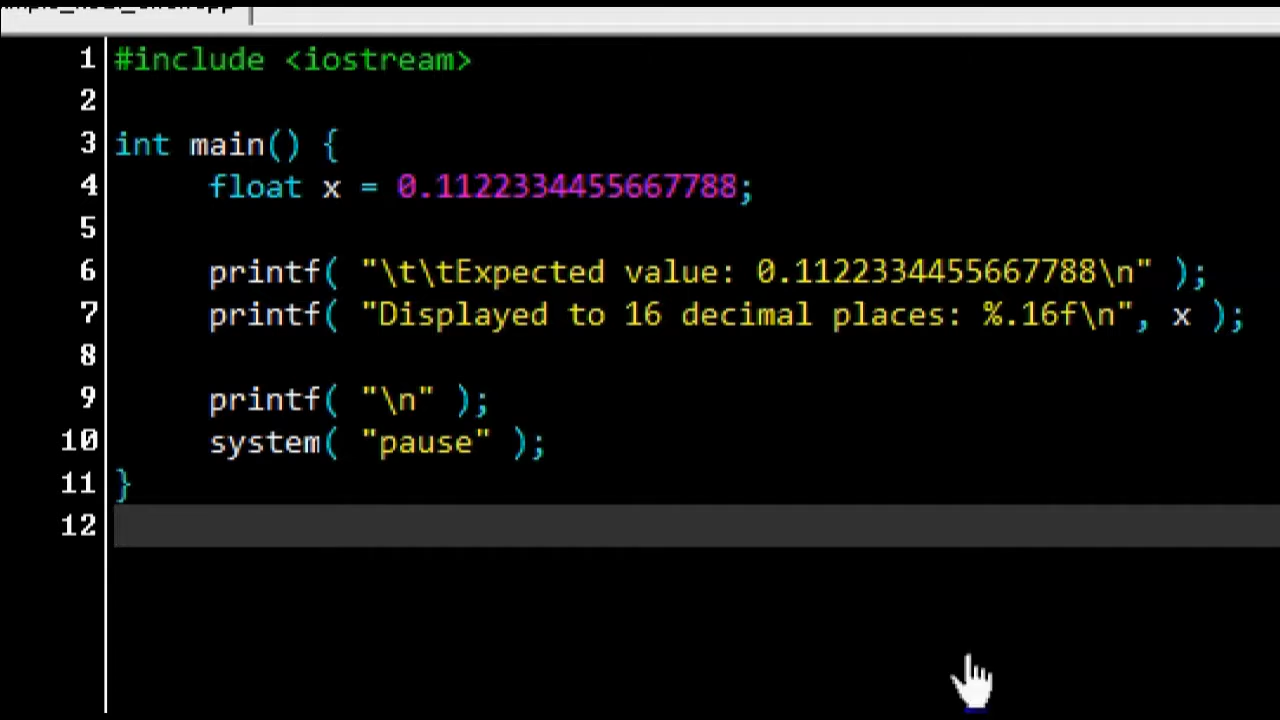 1 #include <iostream>
2
3 int main() {
4 float x = 0.1122334455667788;
5
6 printf( "\t\tExpected value: 0.1122334455667788\n" );
7 printf( "Displayed to 16 decimal places: %.16f\n", x );
8
9 printf( "\n" );
10 system( "pause" );
11 }
12